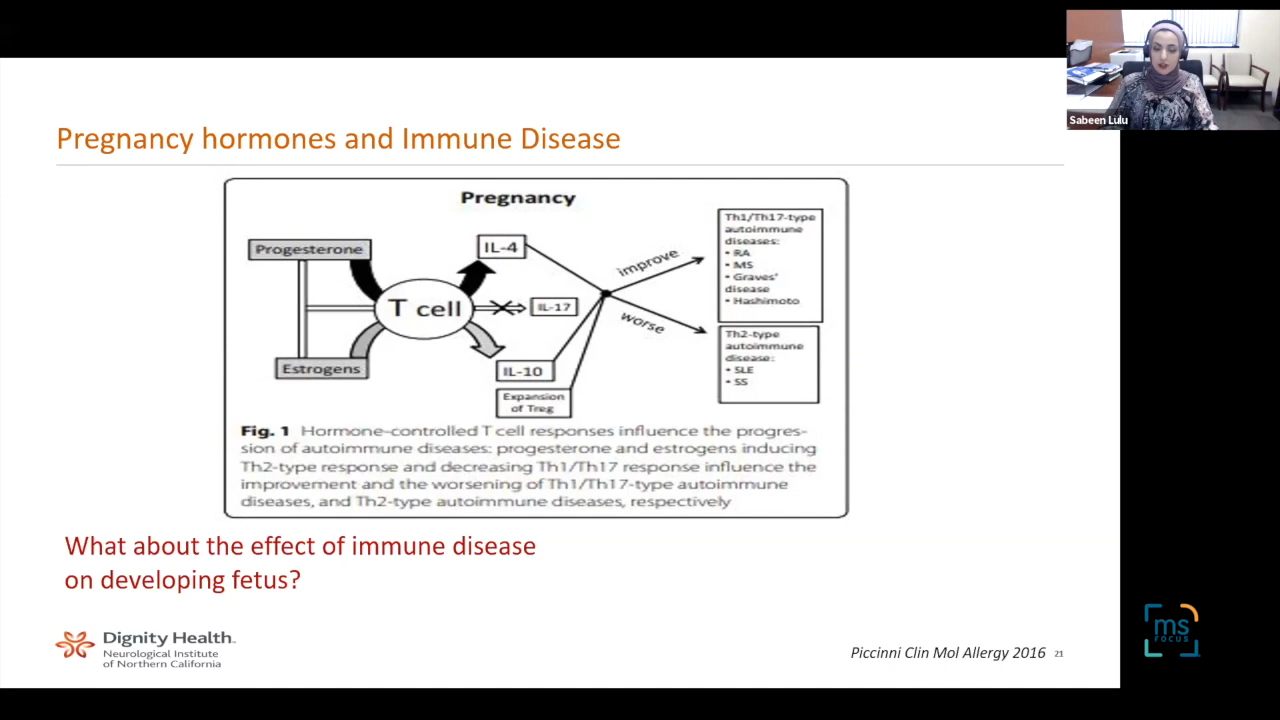 Sabeen Lulu
Pregnancy hormones and Immune Disease
Pregnancy
Progesterone
Estrogens
T cell
IL-4
IL-17
IL-10
Expansion
of Treg
improve
worse
Th1/Th17-type
autoimmune
diseases:
• RA
• MS
• Graves'
disease
• Hashimoto
Th2-type
autoimmune
disease:
• SLE
• SS
Fig. 1 Hormone-controlled T cell responses influence the progres-
sion of autoimmune diseases: progesterone and estrogens inducing
Th2-type response and decreasing Th1/Th17 response influence the
improvement and the worsening of Th1/Th17-type autoimmune
diseases, and Th2-type autoimmune diseases, respectively
What about the effect of immune disease
on developing fetus?
Dignity Health.
Neurological Institute
of Northern California
Piccinni Clin Mol Allergy 2016 21
ms
FOCUS